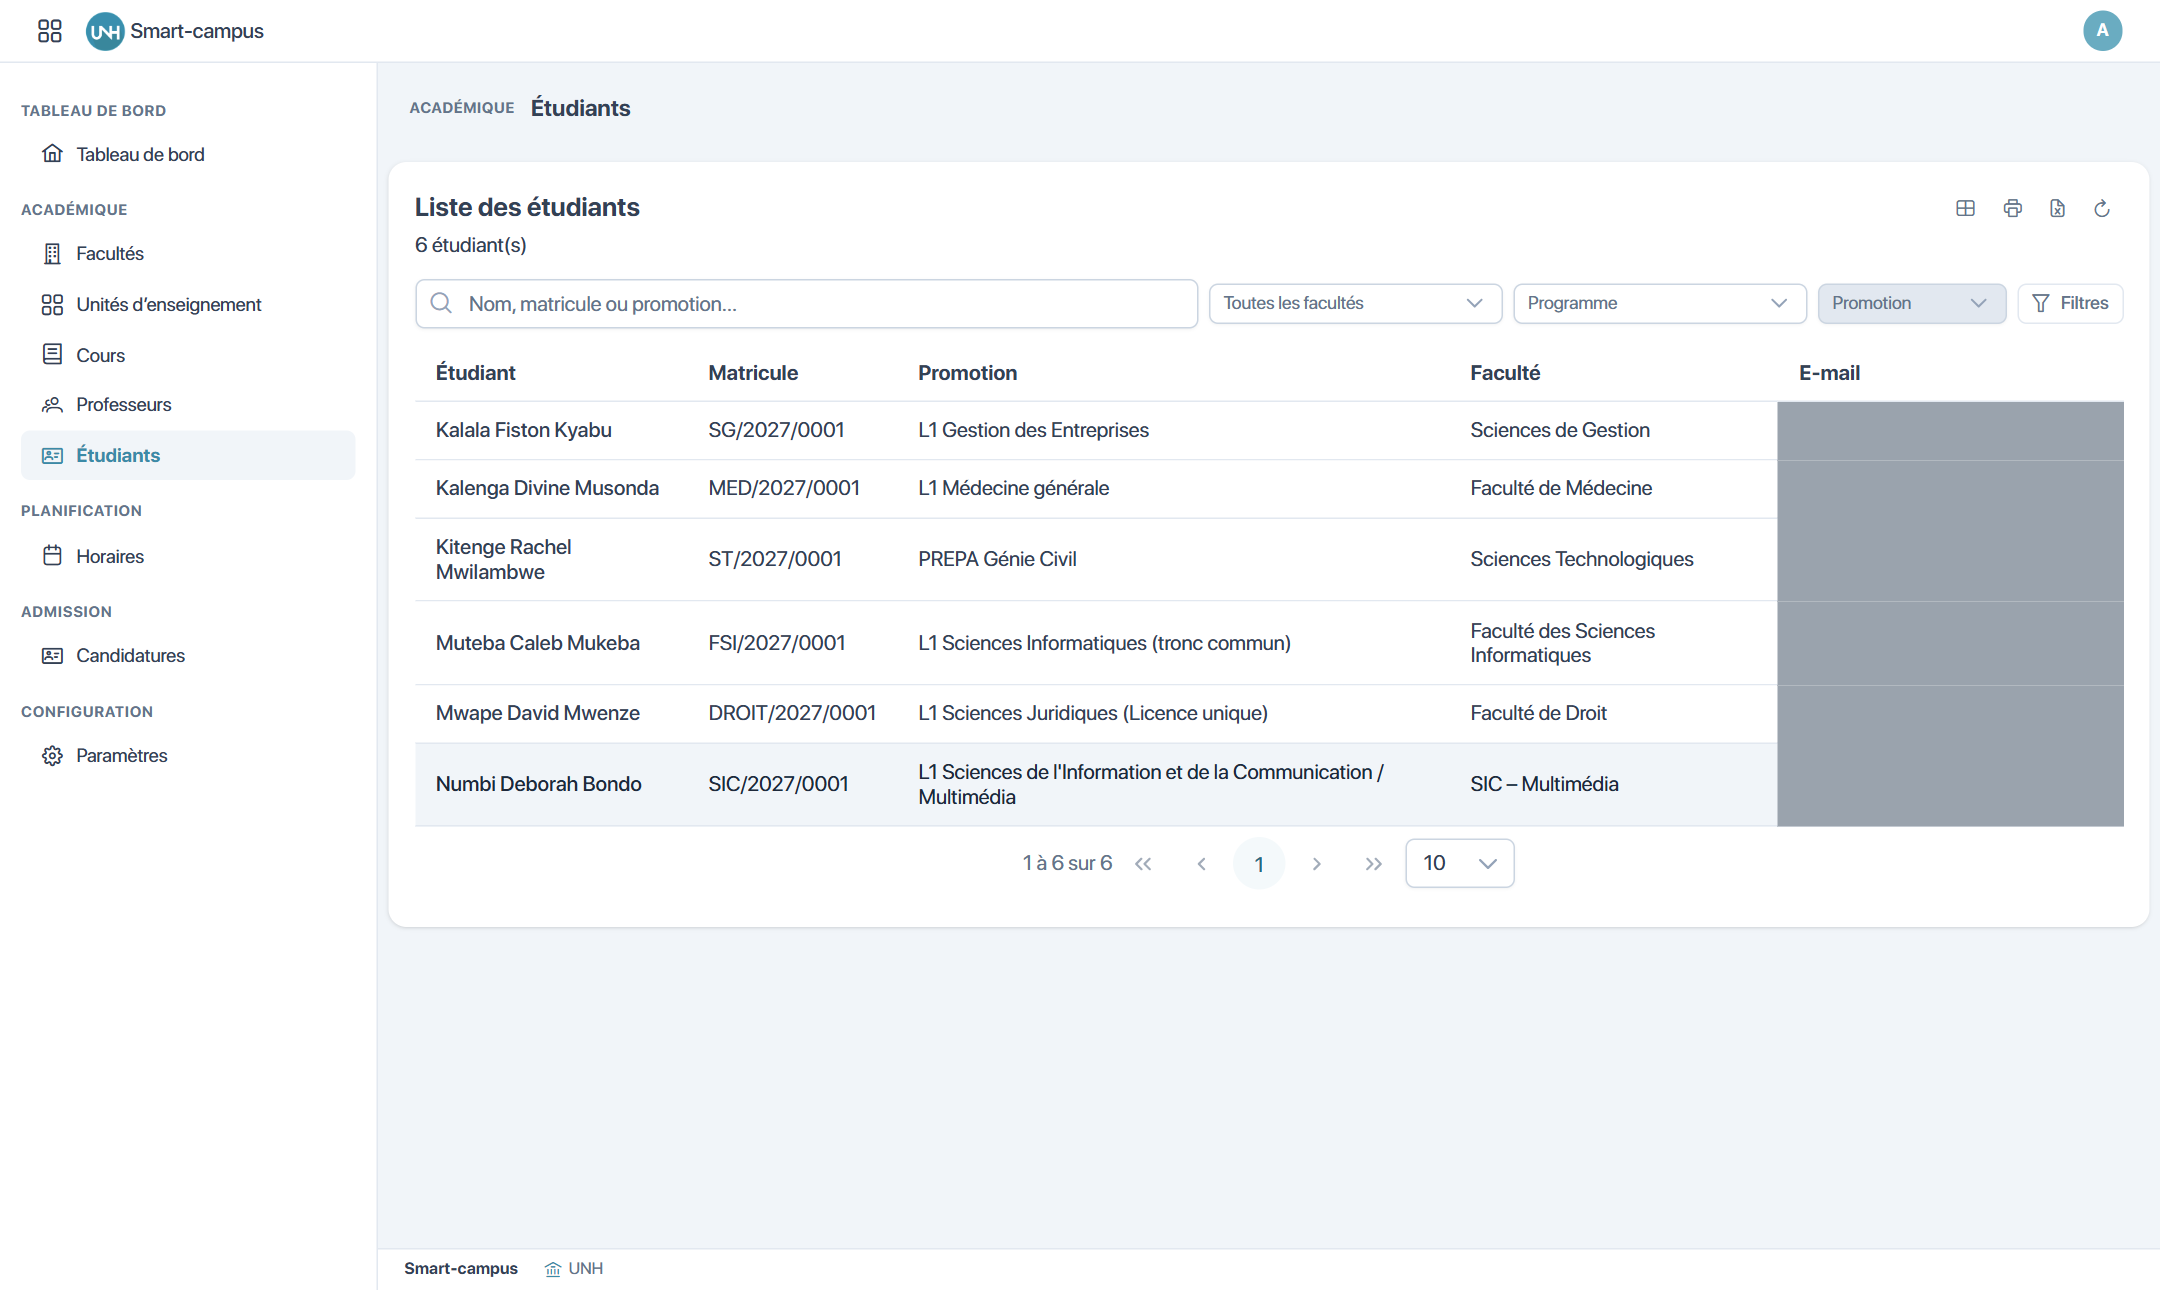 UNH Smart-campus
A
TABLEAU DE BORD
Tableau de bord
ACADÉMIQUE
Facultés
Unités d'enseignement
Cours
Professeurs
Étudiants
PLANIFICATION
Horaires
ADMISSION
Candidatures
CONFIGURATION
Paramètres
ACADÉMIQUE Étudiants
Liste des étudiants
6 étudiant(s)
Nom, matricule ou promotion... Toutes les facultés Programme Promotion Filtres
Étudiant Matricule Promotion Faculté E-mail
Kalala Fiston Kyabu SG/2027/0001 L1 Gestion des Entreprises Sciences de Gestion
Kalenga Divine Musonda MED/2027/0001 L1 Médecine générale Faculté de Médecine
Kitenge Rachel
Mwilambwe
ST/2027/0001 PREPA Génie Civil Sciences Technologiques
Muteba Caleb Mukeba FSI/2027/0001 L1 Sciences Informatiques (tronc commun)
Faculté des Sciences
Informatiques
Mwape David Mwenze DROIT/2027/0001 L1 Sciences Juridiques (Licence unique) Faculté de Droit
Numbi Deborah Bondo SIC/2027/0001
L1 Sciences de l'Information et de la Communication /
Multimédia
SIC – Multimédia
1 à 6 sur 6 1 10
Smart-campus UNH